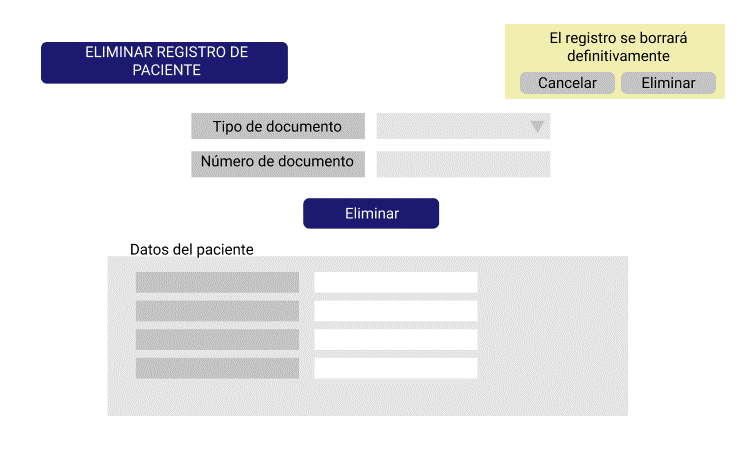 ELIMINAR REGISTRO DE
PACIENTE
El registro se borrará
definitivamente
Cancelar
Eliminar
Tipo de documento
Número de documento
Eliminar
Datos del paciente